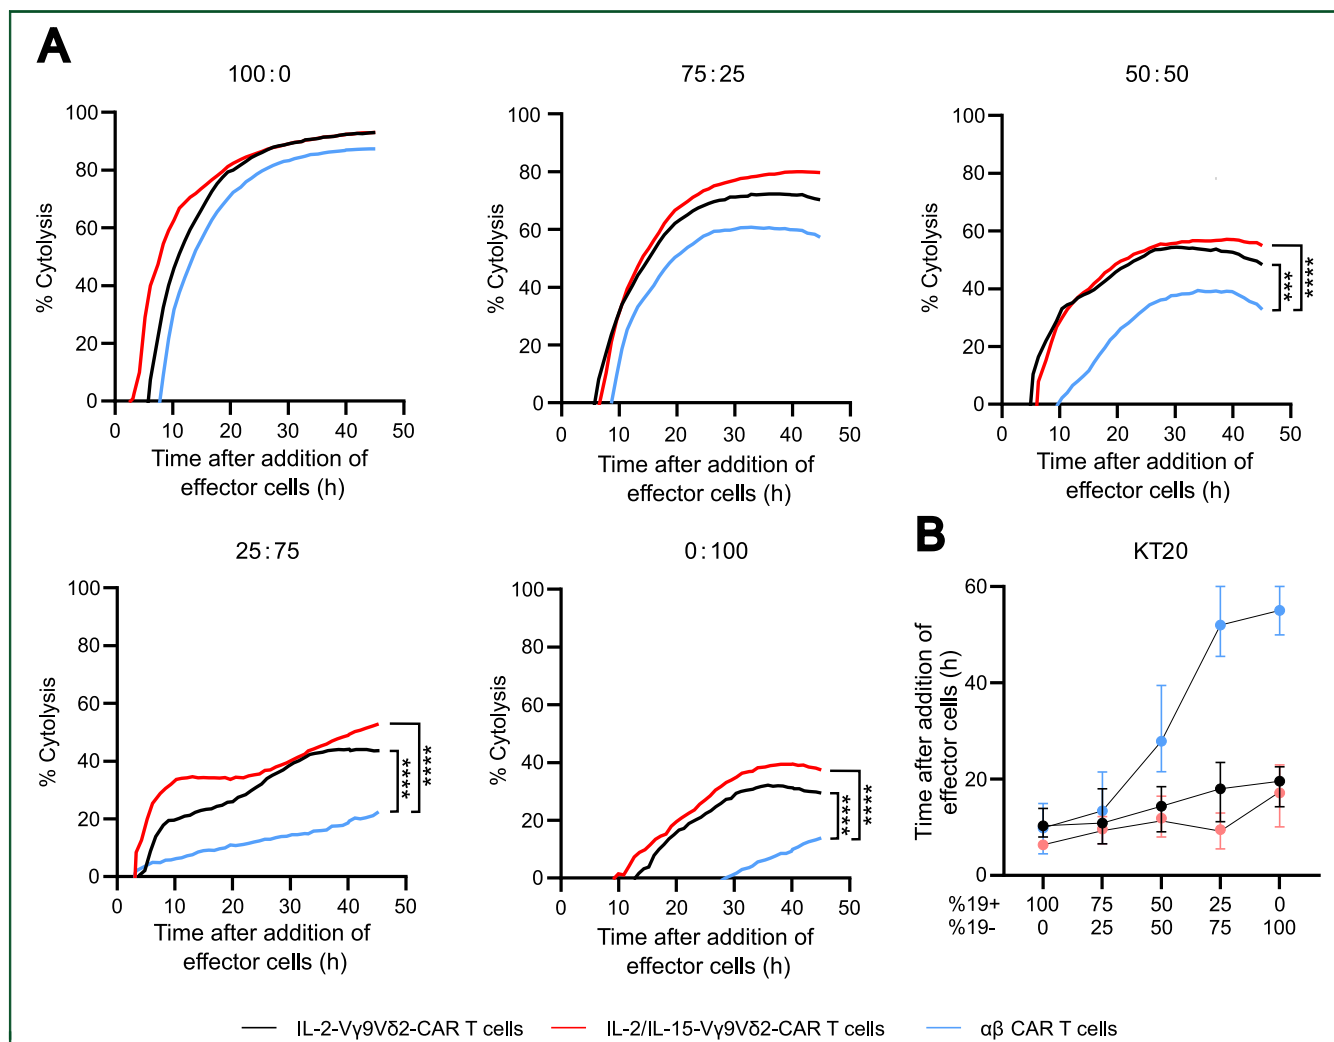 A
100:0
% Cytolysis
100
80
60
40
20
0
0 10 20 30 40 50
Time after addition of
effector cells (h)
75:25
% Cytolysis
100
80
60
40
20
0
0 10 20 30 40 50
Time after addition of
effector cells (h)
50:50
% Cytolysis
100
80
60
40
20
0
0 10 20 30 40 50
Time after addition of
effector cells (h)
***
****
25:75
% Cytolysis
100
80
60
40
20
0
0 10 20 30 40 50
Time after addition of
effector cells (h)
****
****
0:100
% Cytolysis
100
80
60
40
20
0
0 10 20 30 40 50
Time after addition of
effector cells (h)
****
****
B
KT20
Time after addition of
effector cells (h)
60
40
20
0
%19+ 100 75 50 25 0
%19- 0 25 50 75 100
IL-2-Vγ9Vδ2-CAR T cells IL-2/IL-15-Vγ9Vδ2-CAR T cells αβ CAR T cells